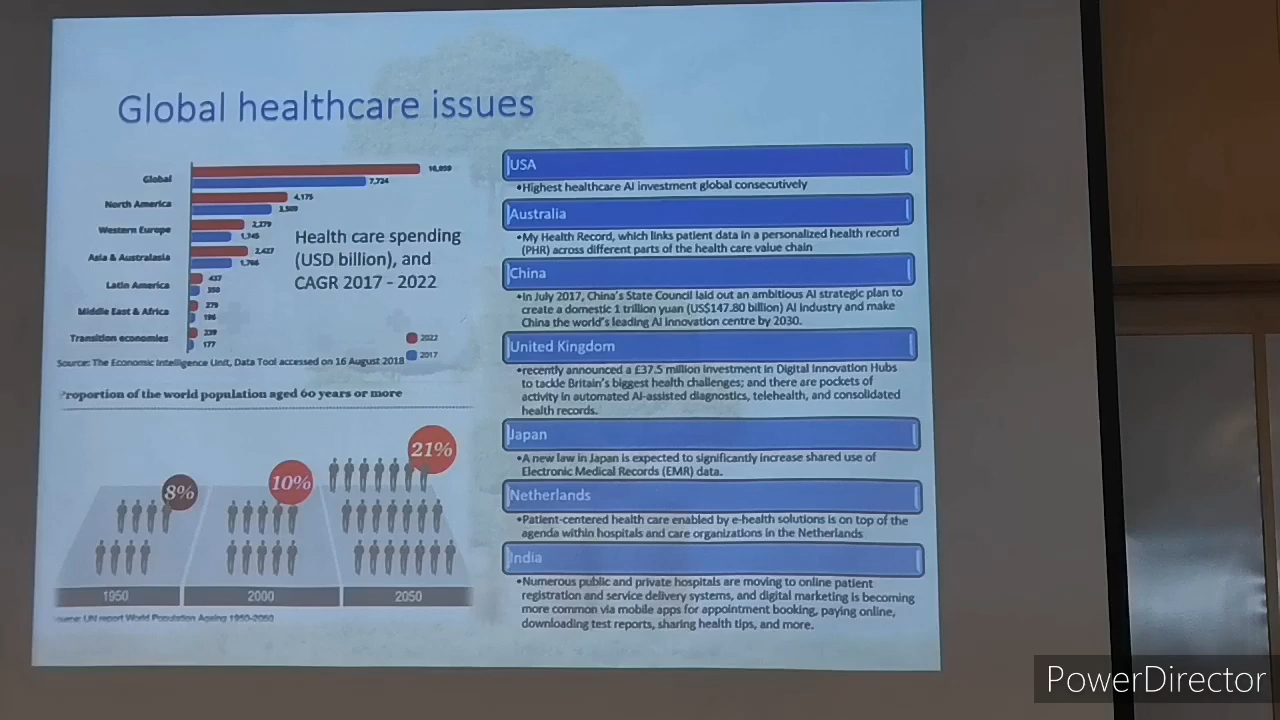 Global healthcare issues
Global
7,724
North America
4,175
Western Europe
2,279
Asia & Australasia
2,427
Latin America
437
Middle East & Africa
Transition economies
239
177
Health care spending
(USD billion), and
CAGR 2017 - 2022
2022
2017
Source: The Economic Intelligence Unit, Data Tool accessed on 16 August 2018
roportion of the world population aged 60 years or more
8%
10%
21%
1950
2000
2050
UN report World Population Ageing 1950-2050
USA
•Highest healthcare AI investment global consecutively
Australia
•My Health Record, which links patient data in a personalized health record
(PHR) across different parts of the health care value chain
China
•In July 2017, China's State Council laid out an ambitious AI strategic plan to
create a domestic 1 trillion yuan (US$147.80 billion) AI industry and make
China the world's leading AI innovation centre by 2030.
United Kingdom
•recently announced a £37.5 million investment in Digital Innovation Hubs
to tackle Britain's biggest health challenges; and there are pockets of
activity in automated AI-assisted diagnostics, telehealth, and consolidated
health records.
Japan
•A new law in Japan is expected to significantly increase shared use of
Electronic Medical Records (EMR) data.
Netherlands
•Patient-centered health care enabled by e-health solutions is on top of the
agenda within hospitals and care organizations in the Netherlands
India
•Numerous public and private hospitals are moving to online patient
registration and service delivery systems, and digital marketing is becoming
more common via mobile apps for appointment booking, paying online,
downloading test reports, sharing health tips, and more.
PowerDirector